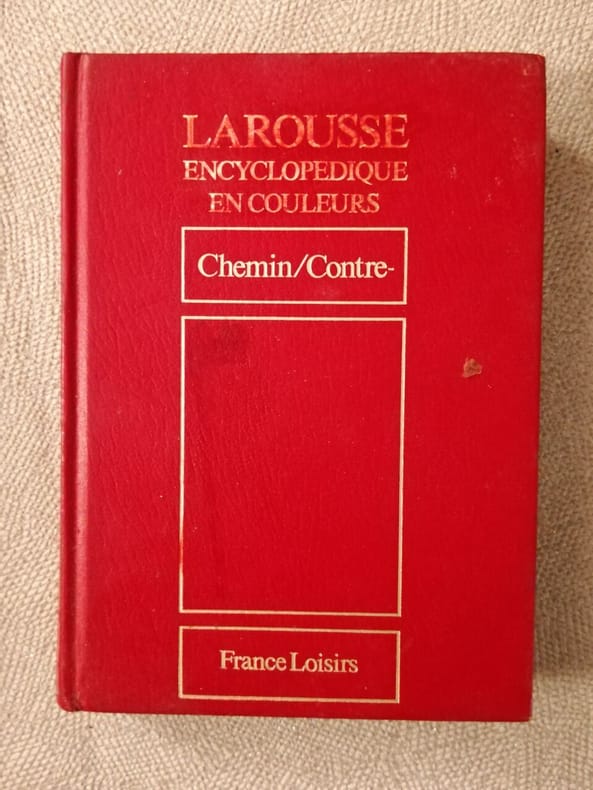 LAROUSSE
ENCYCLOPEDIQUE
EN COULEURS
Chemin/Contre-
France Loisirs